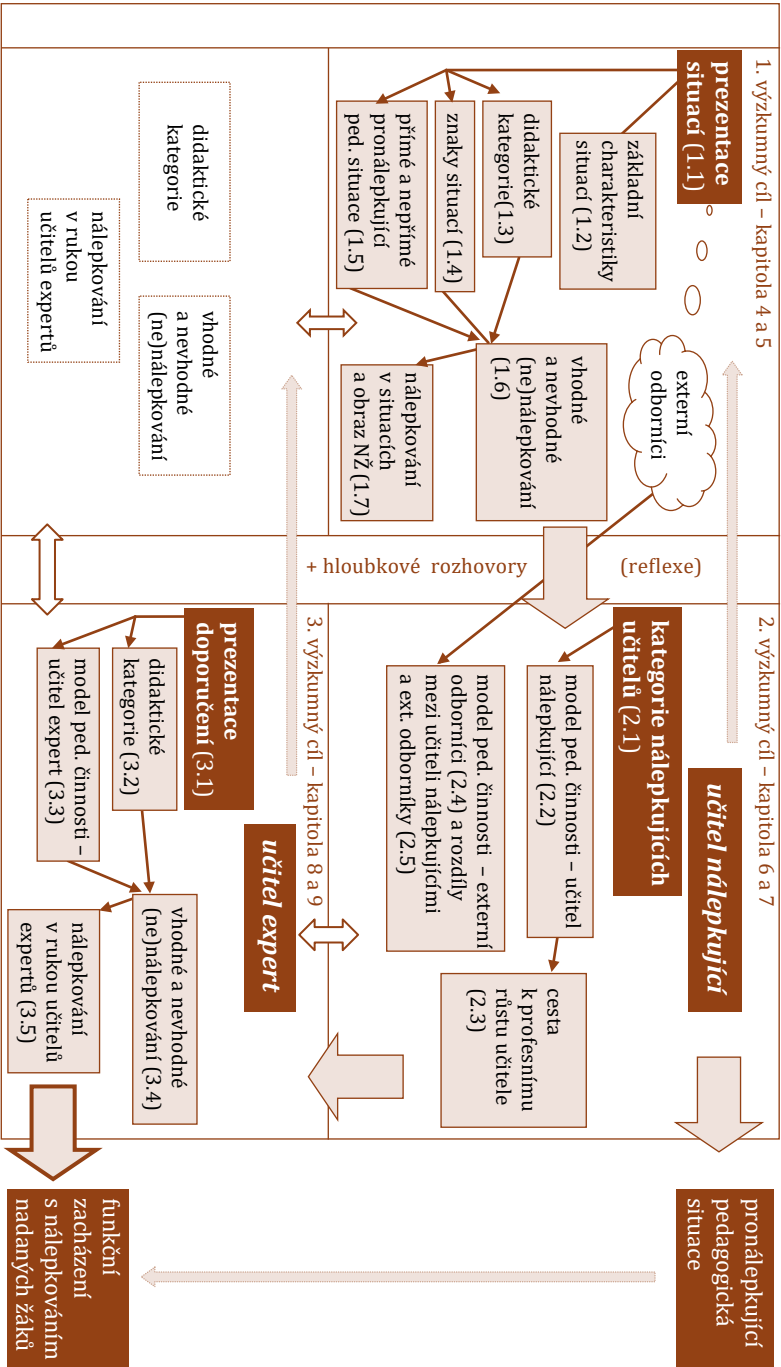 1. výzkumný cíl – kapitola 4 a 5
prezentace
situací (1.1)
základní
charakteristiky
situací (1.2)
didaktické
kategorie(1.3)
znaky situací (1.4)
přímé a nepřímé
pronálepkující
ped. situace (1.5)
externí
odborníci
vhodné
a nevhodné
(ne)nálepkování
(1.6)
nálepkování
v situacích
a obraz NŽ (1.7)
didaktické
kategorie
vhodné
a nevhodné
(ne)nálepkování
nálepkování
v rukou
učitelů expertů
+ hloubkové rozhovory
(reflexe)
2. výzkumný cíl – kapitola 6 a 7
učitel nálepkující
kategorie nálepkujících
učitelů (2.1)
model ped. činnosti – učitel
nálepkující (2.2)
model ped. činnosti – externí
odborníci (2.4) a rozdíly
mezi učiteli nálepkujícími
a ext. odborníky (2.5)
cesta
k profesnímu
růstu učitele
(2.3)
3. výzkumný cíl – kapitola 8 a 9
učitel expert
prezentace
doporučení (3.1)
didaktické
kategorie (3.2)
model ped. činnosti –
učitel expert (3.3)
vhodné a nevhodné
(ne)nálepkování (3.4)
nálepkování
v rukou učitelů
expertů (3.5)
pronálepkující
pedagogická
situace
funkční
zacházení
s nálepkováním
nadaných žáků